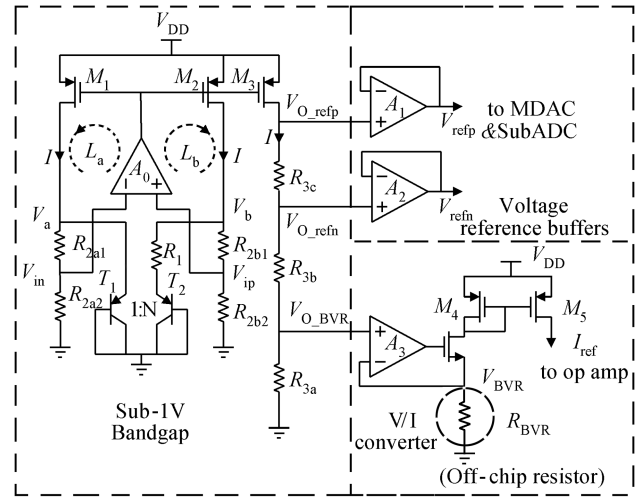 V_DD
M_1
M_2
M_3
V_O_refp
I
L_a
L_b
I
I
A_0
− +
V_a
V_b
R_2a1
R_1
R_2b1
R_3c
V_O_refn
V_in
V_ip
T_1
T_2
1:N
R_2a2
R_2b2
R_3b
V_O_BVR
R_3a
Sub-1V
Bandgap
−
A_1
+
V_refp
to MDAC
&SubADC
−
A_2
+
V_refn
Voltage
reference buffers
V_DD
M_4
M_5
+
A_3
−
I_ref
to op amp
V_BVR
V/I
converter
R_BVR
(Off-chip resistor)